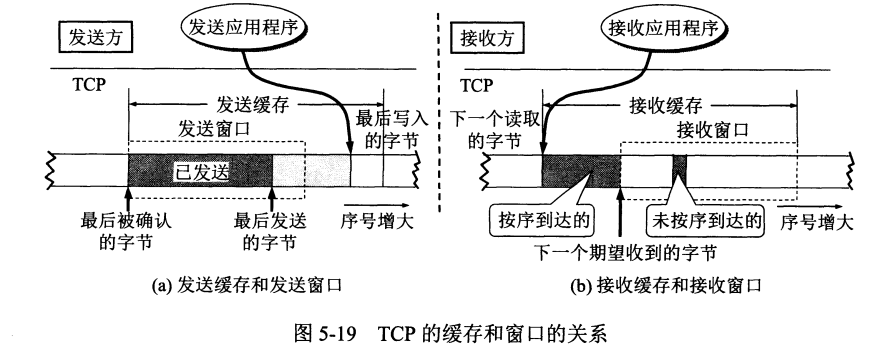 发送方
发送应用程序
TCP
发送缓存
发送窗口
最后写入
的字节
已发送
最后被确认
的字节
最后发送
的字节
序号增大
(a) 发送缓存和发送窗口
接收方
接收应用程序
TCP
接收缓存
下一个读取
的字节
接收窗口
按序到达的
未按序到达的
序号增大
下一个期望收到的字节
(b) 接收缓存和接收窗口
图 5-19 TCP 的缓存和窗口的关系